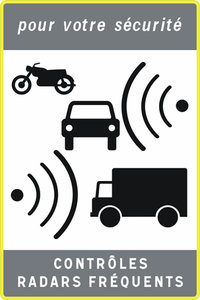 pour votre sécurité
CONTRÔLES
RADARS FRÉQUENTS